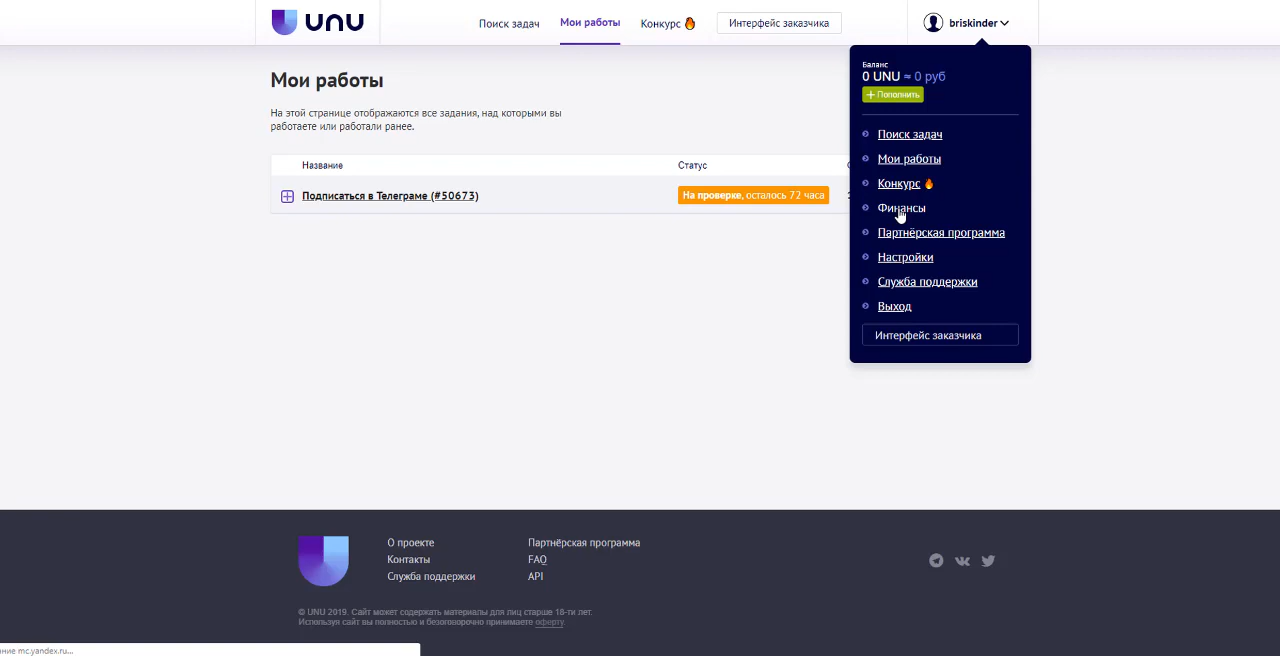 UNU
Поиск задач
Мои работы
Конкурс
Интерфейс заказчика
briskinder
Баланс
0 UNU ≈ 0 руб
+ Пополнить
Поиск задач
Мои работы
Конкурс
Финансы
Партнёрская программа
Настройки
Служба поддержки
Выход
Интерфейс заказчика
Мои работы
На этой странице отображаются все задания, над которыми вы
работаете или работали ранее.
Название
Статус
Подписаться в Телеграме (#50673)
На проверке, осталось 72 часа
О проекте
Контакты
Служба поддержки
Партнёрская программа
FAQ
API
© UNU 2019. Сайт может содержать материалы для лиц старше 18-ти лет.
Используя сайт вы полностью и безоговорочно принимаете оферту.
mc.yandex.ru...